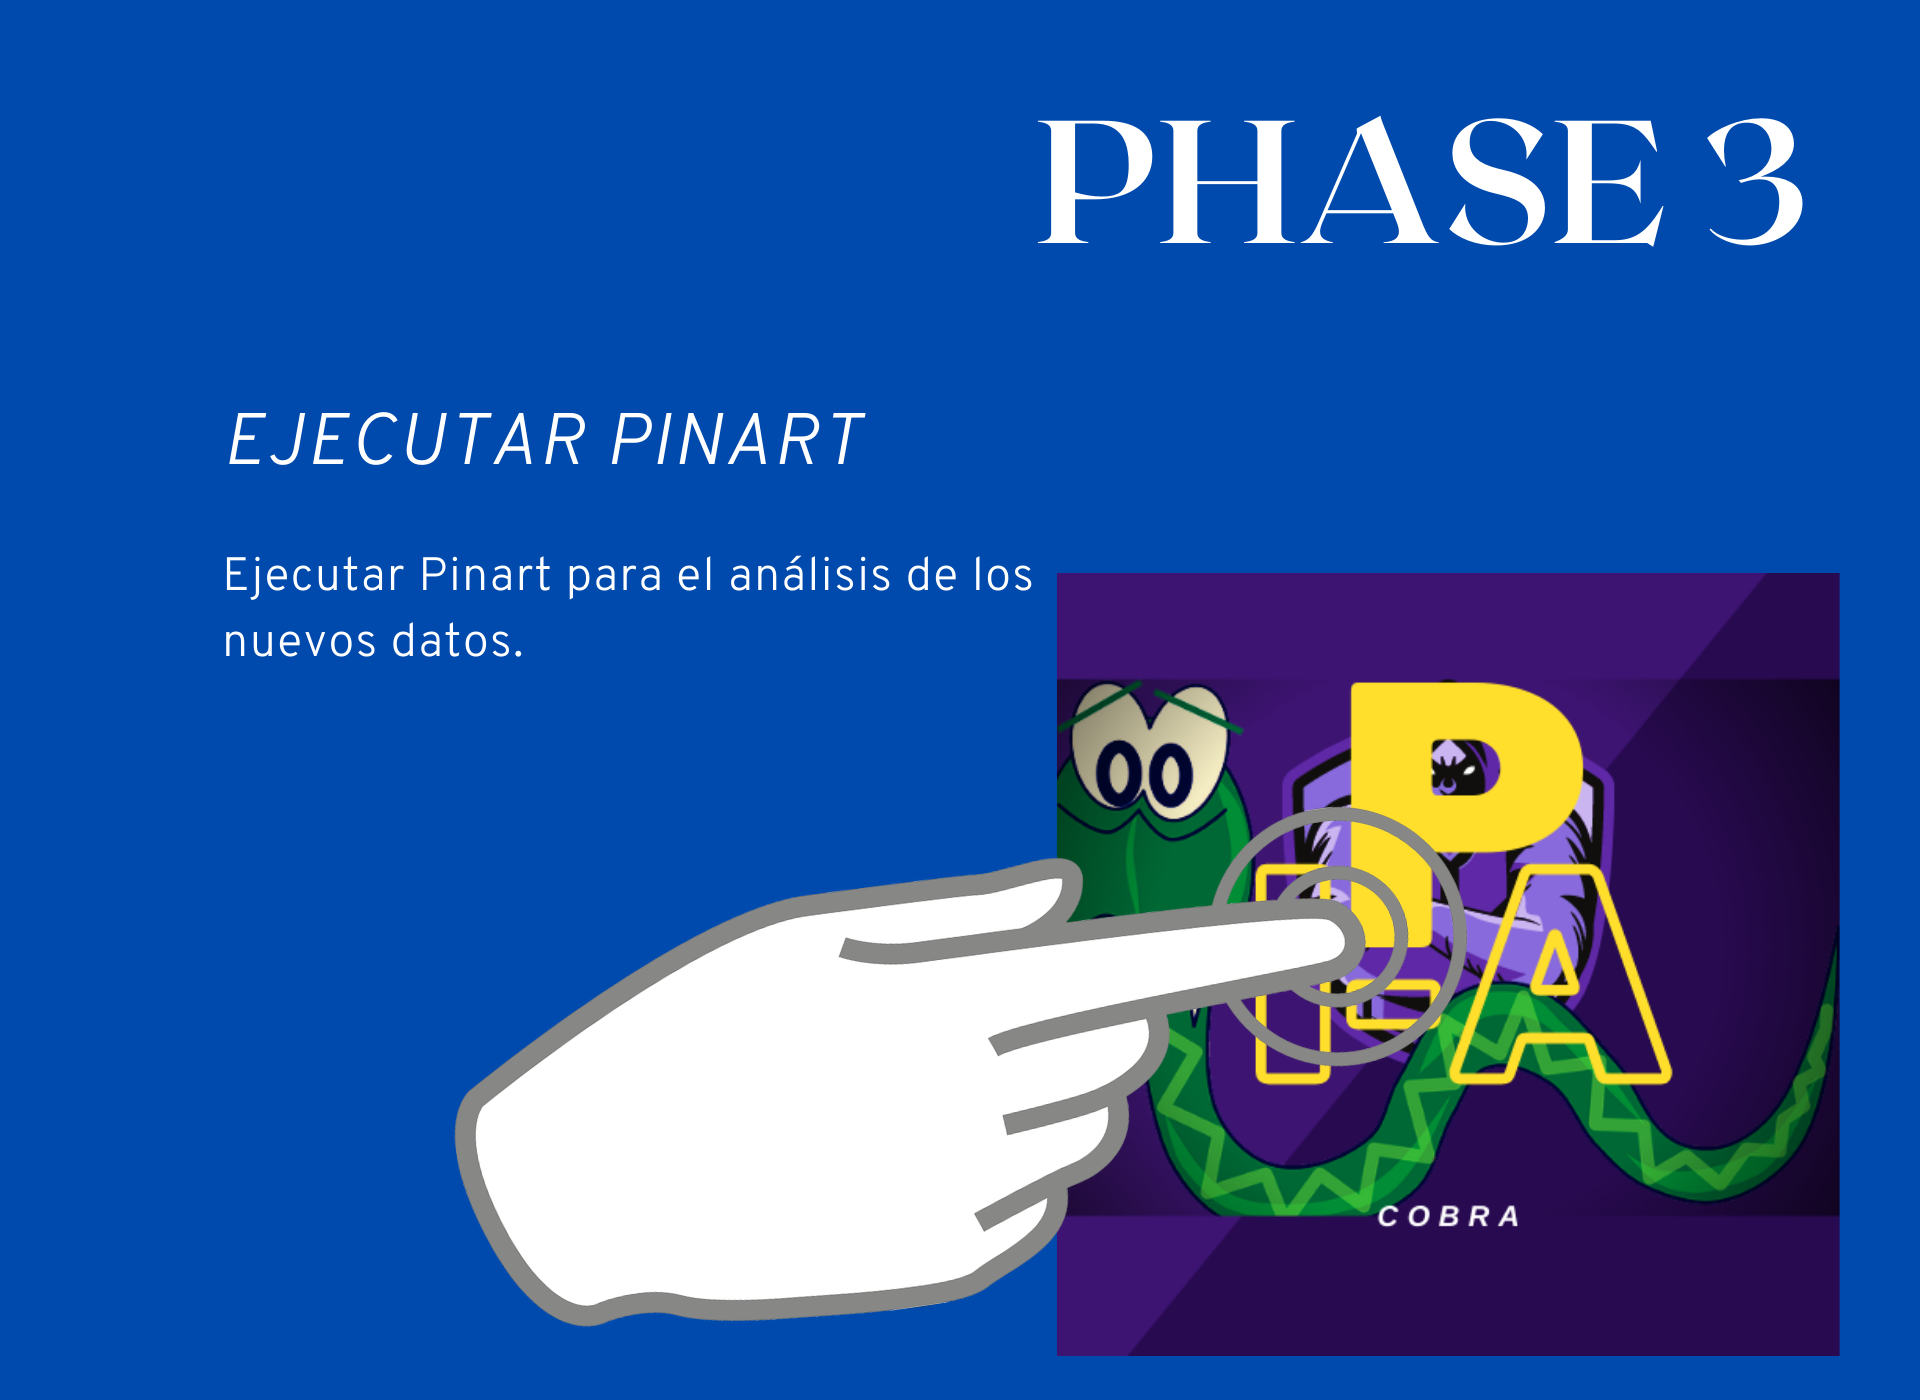 PHASE 3
EJECUTAR PINART
Ejecutar Pinart para el análisis de los
nuevos datos.
P
I-A
COBRA